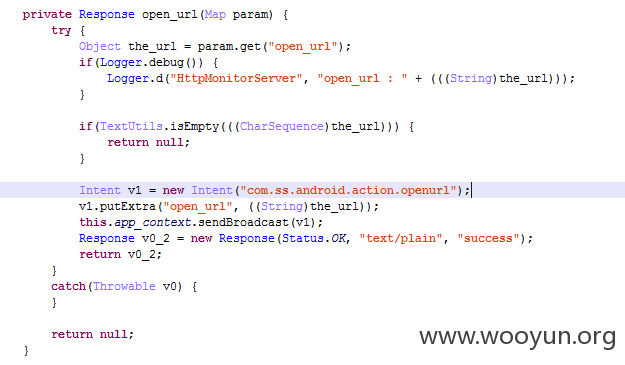 private Response open_url(Map param) {
try {
Object the_url = param.get("open_url");
if(Logger.debug()) {
Logger.d("HttpMonitorServer", "open_url : " + (((String)the_url)));
}
if(TextUtils.isEmpty(((CharSequence)the_url))) {
return null;
}
Intent v1 = new Intent("com.ss.android.action.openurl");
v1.putExtra("open_url", ((String)the_url));
this.app_context.sendBroadcast(v1);
Response v0_2 = new Response(Status.OK, "text/plain", "success");
return v0_2;
}
catch(Throwable v0) {
}
return null;
}
www.wooyun.org